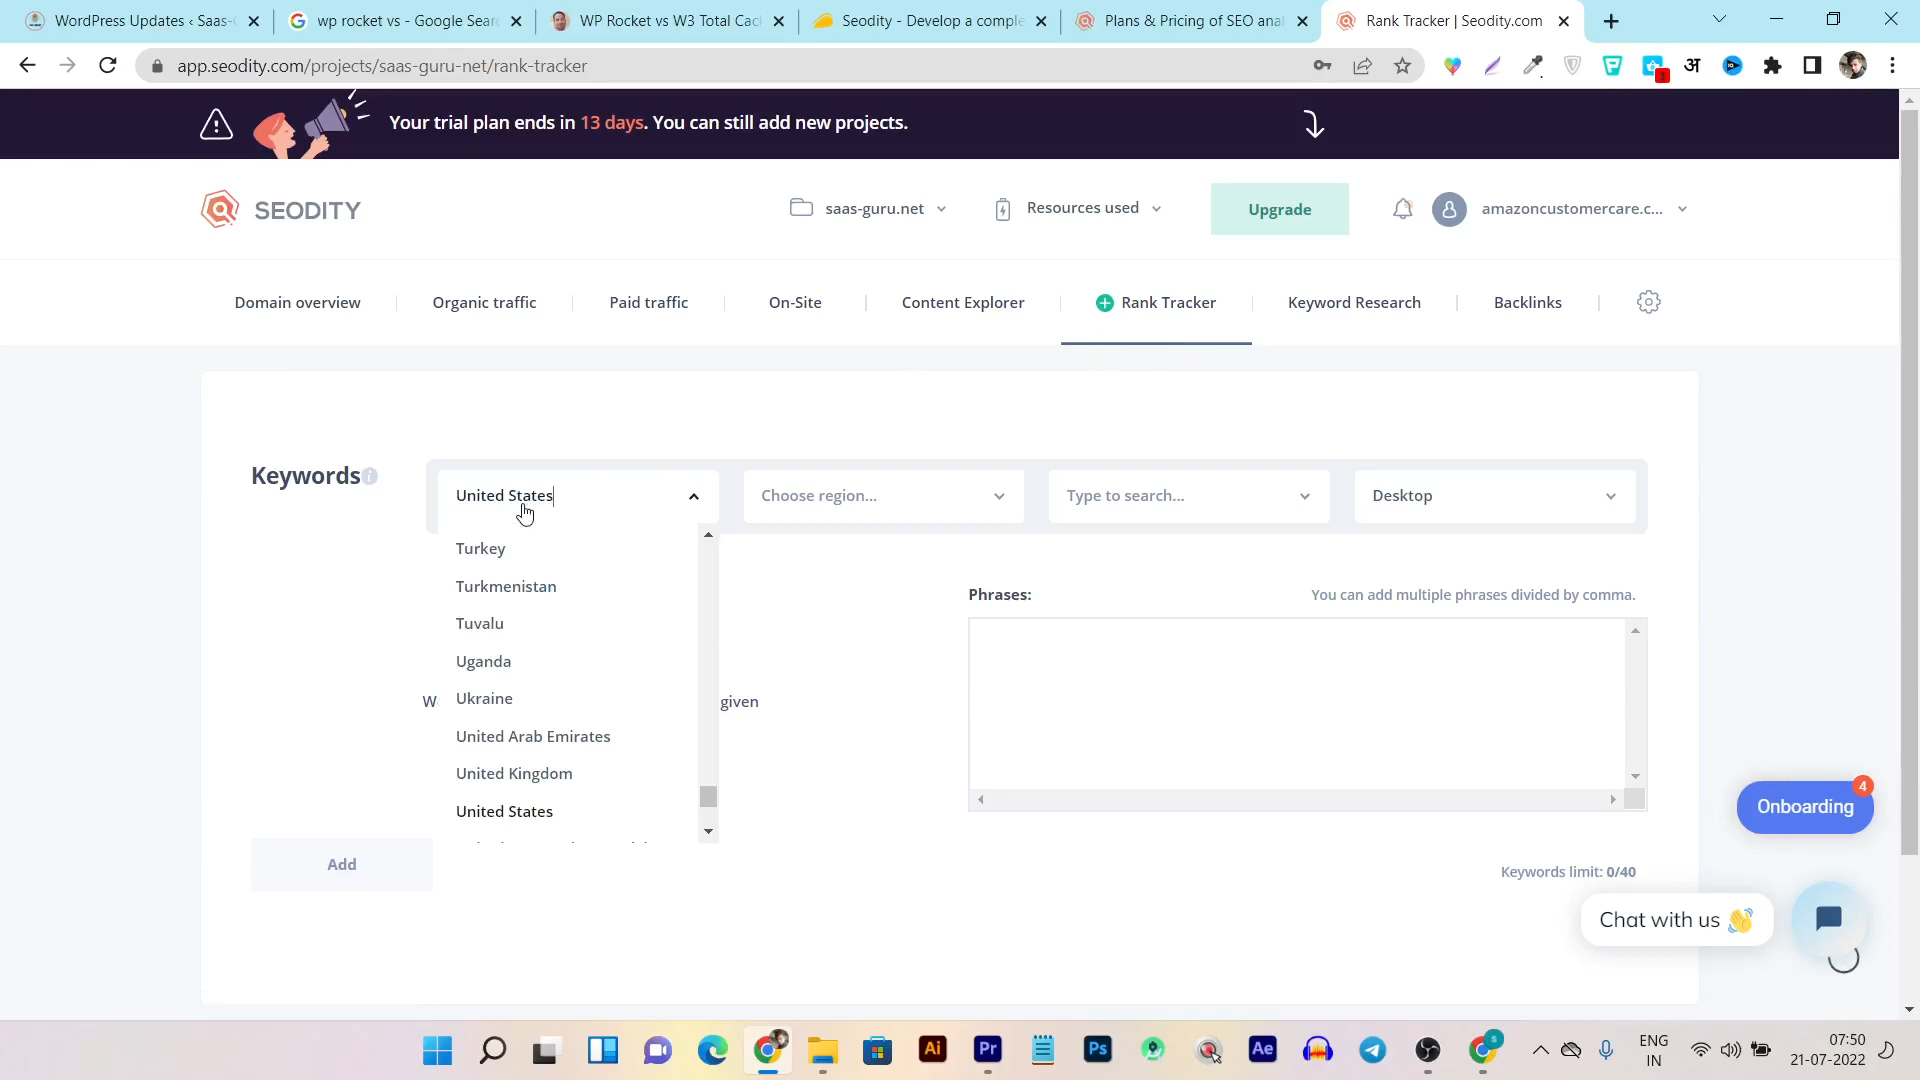 WordPress Updates ‹ Saas-
wp rocket vs - Google Sear
WP Rocket vs W3 Total Cac
Seodity - Develop a comple
Plans & Pricing of SEO anal
Rank Tracker | Seodity.com
app.seodity.com/projects/saas-guru-net/rank-tracker
Your trial plan ends in 13 days. You can still add new projects.
SEODITY
saas-guru.net
Resources used
Upgrade
amazoncustomercare.c...
Domain overview
Organic traffic
Paid traffic
On-Site
Content Explorer
Rank Tracker
Keyword Research
Backlinks
Keywords
United States
Choose region...
Type to search...
Desktop
Turkey
Turkmenistan
Tuvalu
Uganda
Ukraine
United Arab Emirates
United Kingdom
United States
W
given
Phrases:
You can add multiple phrases divided by comma.
Add
Keywords limit: 0/40
4
Onboarding
Chat with us 👋
Ai
Pr
Ps
Ae
ENG
IN
07:50
21-07-2022